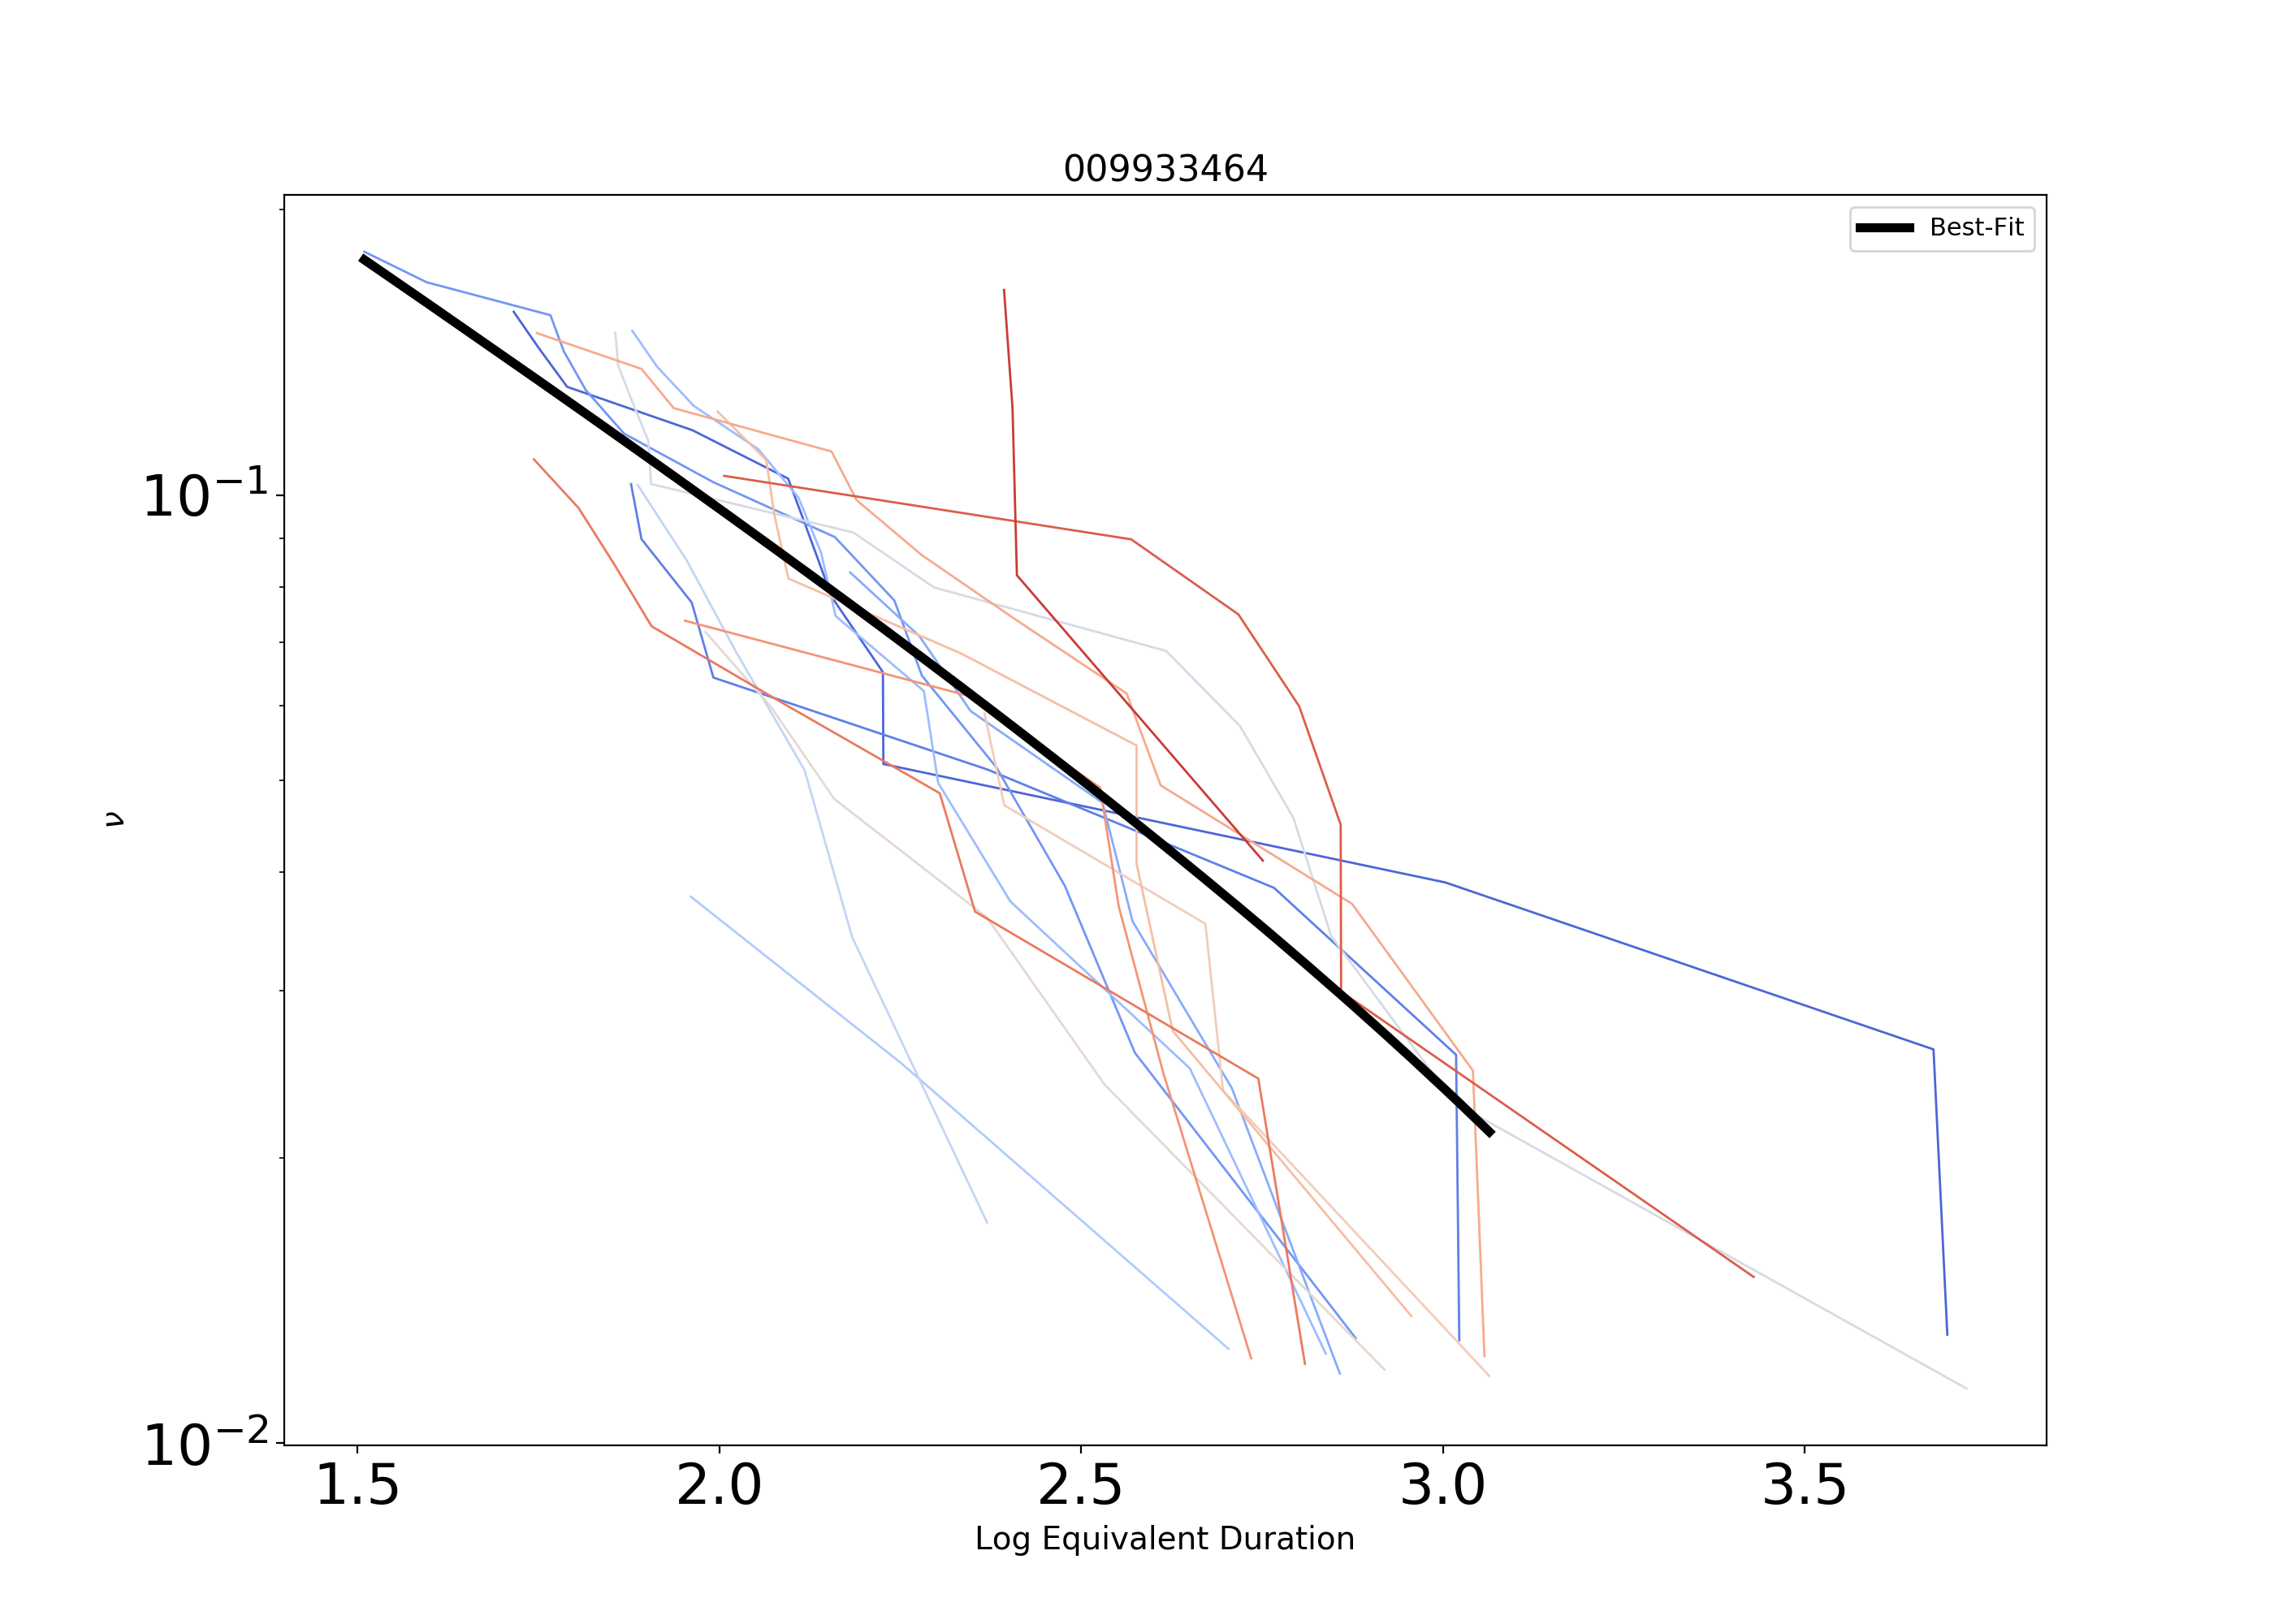 009933464
Best-Fit
10⁻¹
ν
10⁻²
1.5 2.0 2.5 3.0 3.5
Log Equivalent Duration